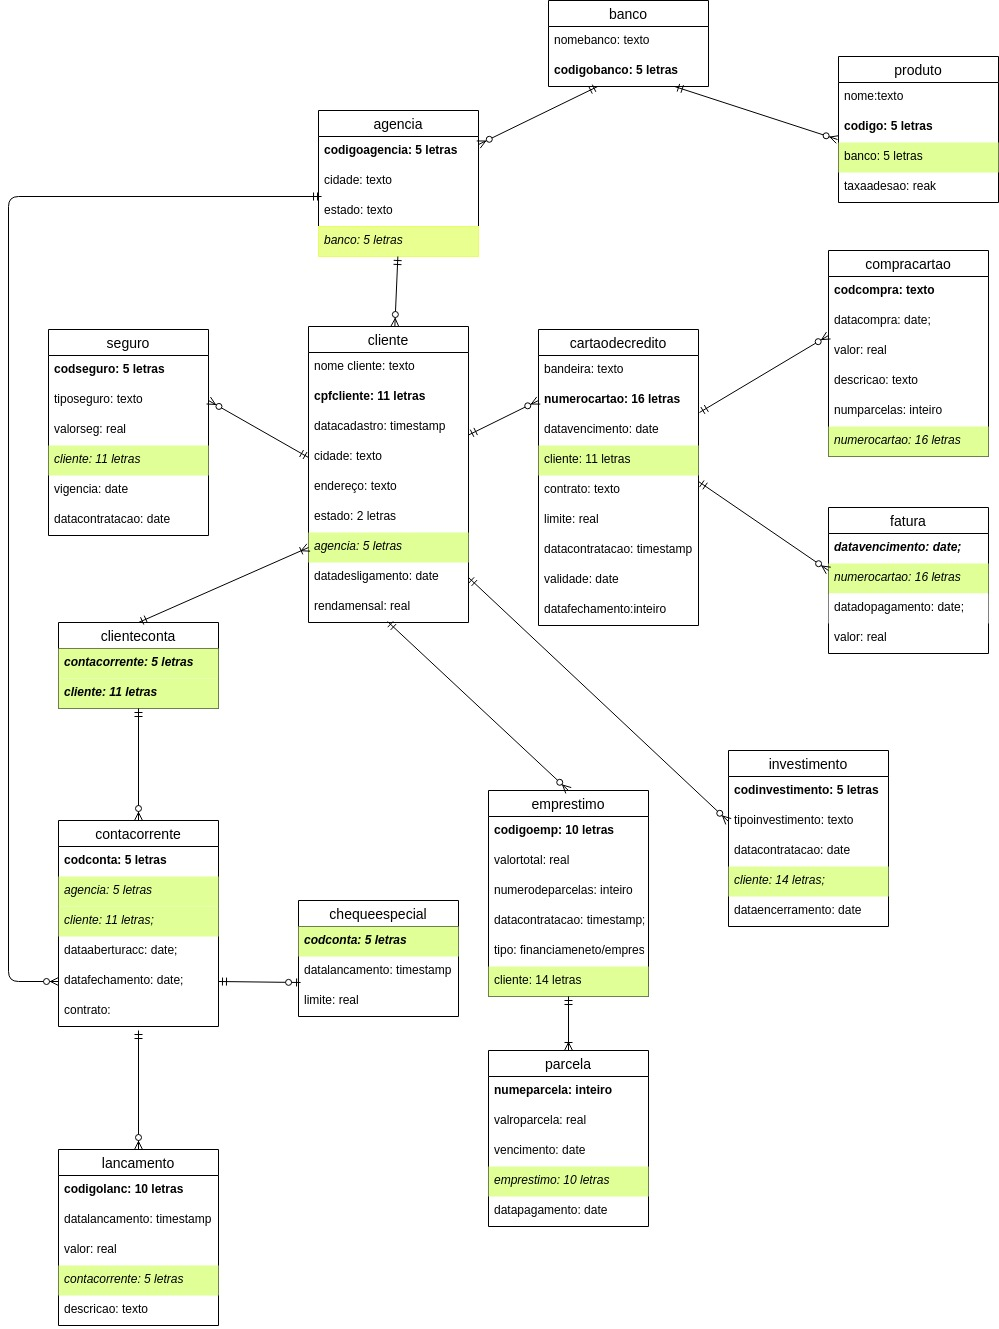 banco
nomebanco: texto
codigobanco: 5 letras
produto
nome:texto
codigo: 5 letras
banco: 5 letras
taxaadesao: reak
agencia
codigoagencia: 5 letras
cidade: texto
estado: texto
banco: 5 letras
compracartao
codcompra: texto
datacompra: date;
valor: real
descricao: texto
numparcelas: inteiro
numerocartao: 16 letras
seguro
codseguro: 5 letras
tiposeguro: texto
valorseg: real
cliente: 11 letras
vigencia: date
datacontratacao: date
cliente
nome cliente: texto
cpfcliente: 11 letras
datacadastro: timestamp
cidade: texto
endereço: texto
estado: 2 letras
agencia: 5 letras
datadesligamento: date
rendamensal: real
cartaodecredito
bandeira: texto
numerocartao: 16 letras
datavencimento: date
cliente: 11 letras
contrato: texto
limite: real
datacontratacao: timestamp
validade: date
datafechamento:inteiro
fatura
datavencimento: date;
numerocartao: 16 letras
datadopagamento: date;
valor: real
clienteconta
contacorrente: 5 letras
cliente: 11 letras
investimento
codinvestimento: 5 letras
tipoinvestimento: texto
datacontratacao: date
cliente: 14 letras;
dataencerramento: date
emprestimo
codigoemp: 10 letras
valortotal: real
numerodeparcelas: inteiro
datacontratacao: timestamp;
tipo: financiameneto/empres
cliente: 14 letras
contacorrente
codconta: 5 letras
agencia: 5 letras
cliente: 11 letras;
dataaberturacc: date;
datafechamento: date;
contrato:
chequeespecial
codconta: 5 letras
datalancamento: timestamp
limite: real
parcela
numeparcela: inteiro
valroparcela: real
vencimento: date
emprestimo: 10 letras
datapagamento: date
lancamento
codigolanc: 10 letras
datalancamento: timestamp
valor: real
contacorrente: 5 letras
descricao: texto